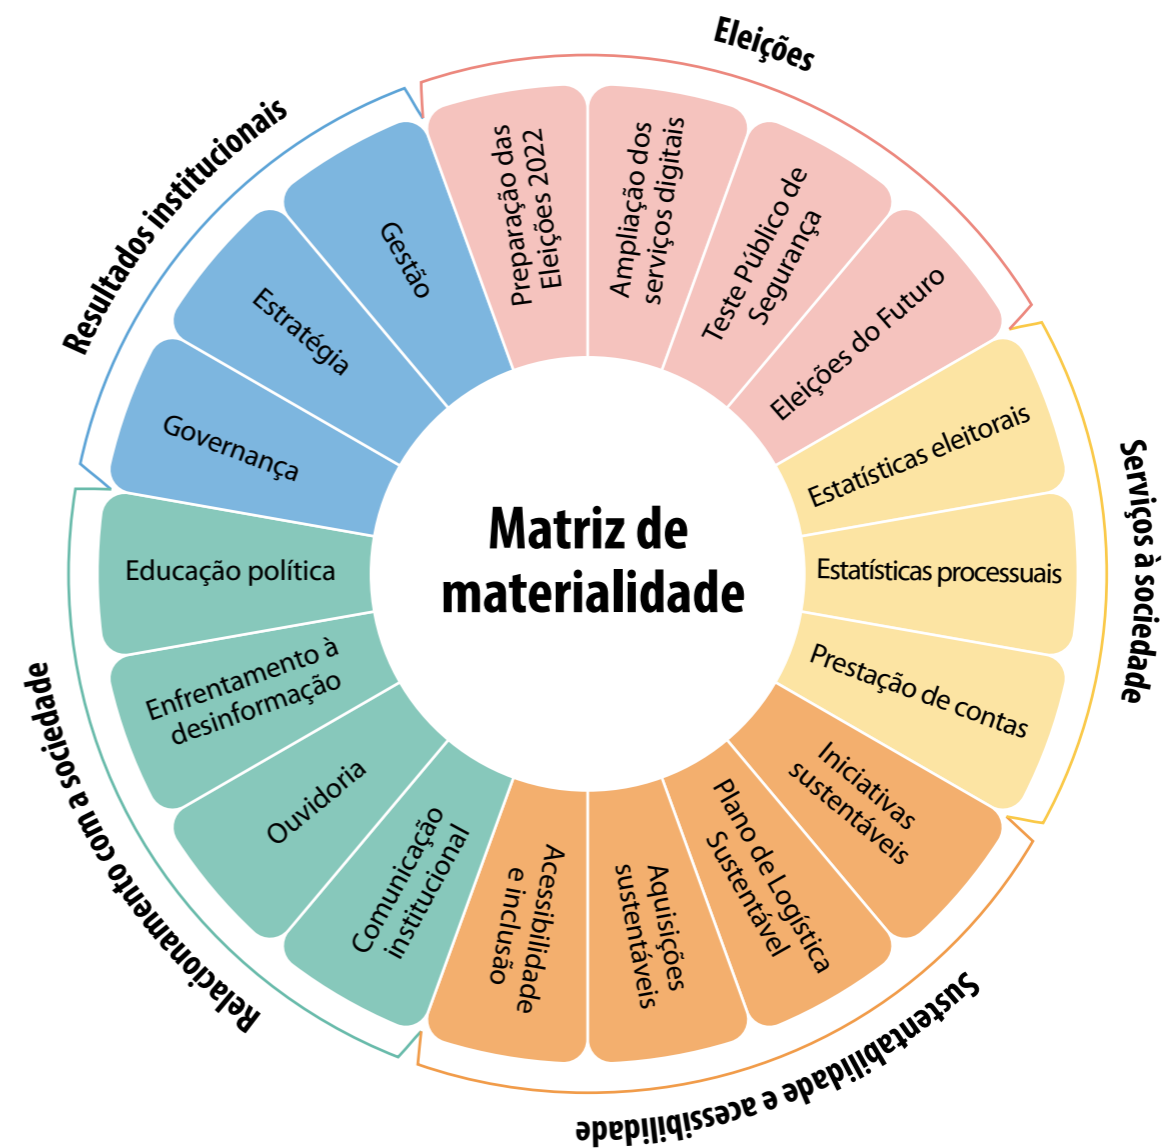 Matriz de
materialidade
Eleições
Preparação das
Eleições 2022
Ampliação dos
serviços digitais
Teste Público de
Segurança
Eleições do Futuro
Serviços à sociedade
Estatísticas eleitorais
Estatísticas processuais
Prestação de contas
Sustentabilidade e acessibilidade
Iniciativas
sustentáveis
Plano de Logística
Sustentável
Aquisições
sustentáveis
Acessibilidade
e inclusão
Relacionamento com a sociedade
Comunicação
institucional
Ouvidoria
Enfrentamento à
desinformação
Educação política
Resultados institucionais
Governança
Estratégia
Gestão